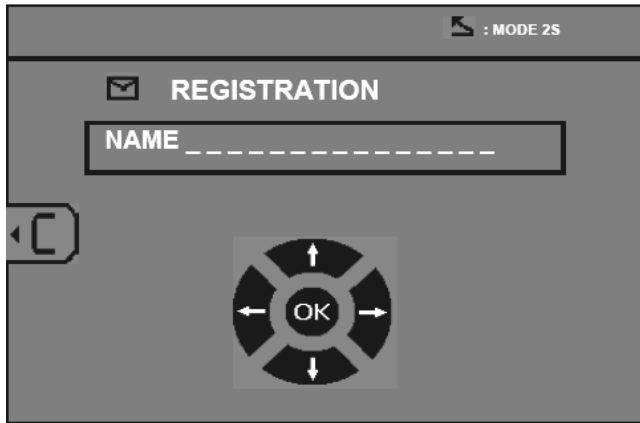 : MODE 2S
REGISTRATION
NAME _ _ _ _ _ _ _ _ _ _ _ _ _ _ _
C
OK